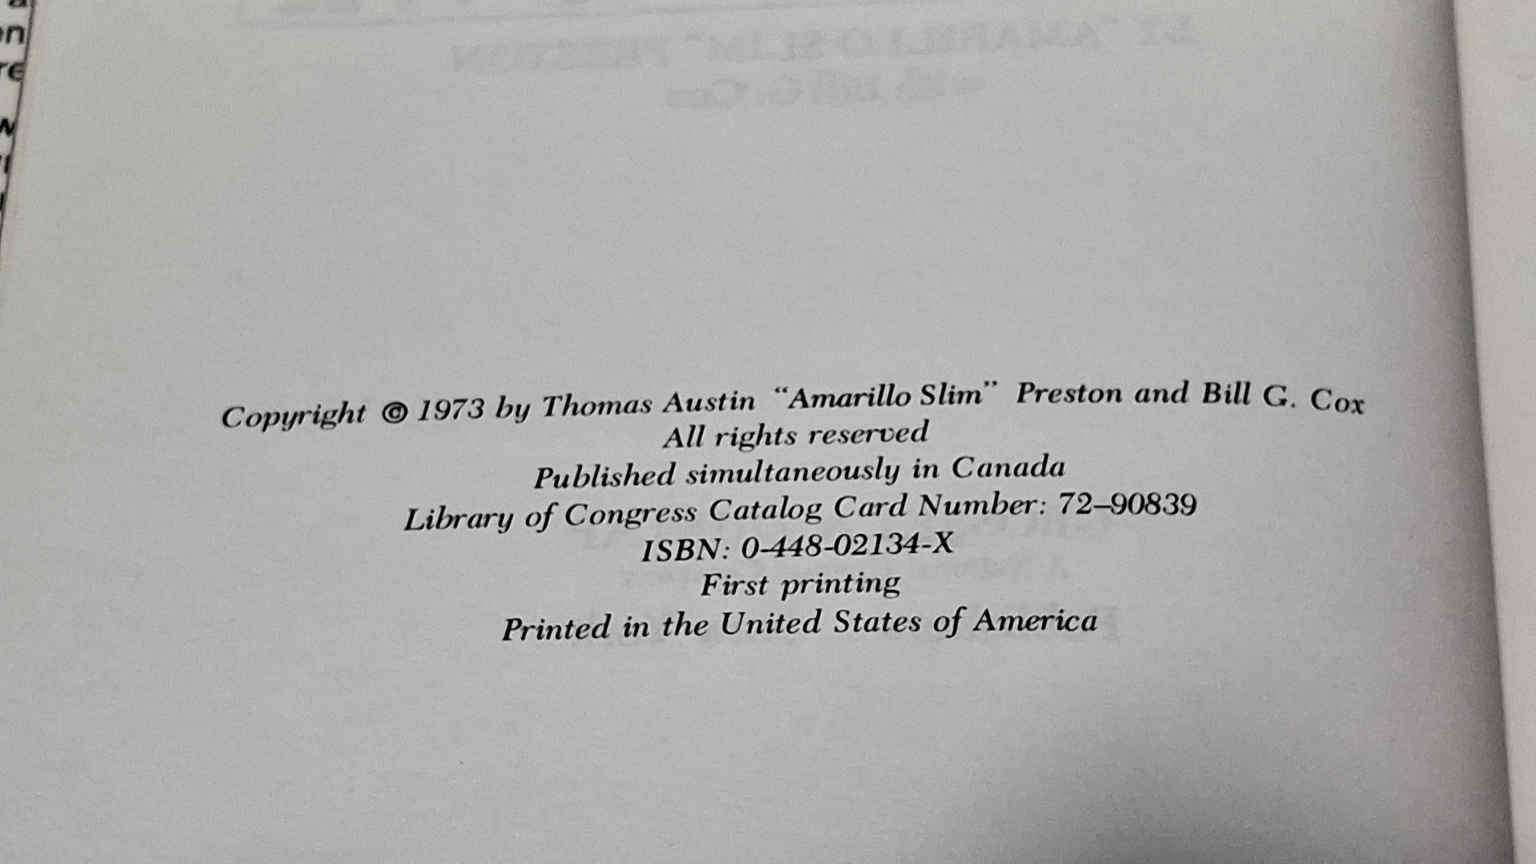 Copyright © 1973 by Thomas Austin “Amarillo Slim” Preston and Bill G. Cox
All rights reserved
Published simultaneously in Canada
Library of Congress Catalog Card Number: 72–90839
ISBN: 0-448-02134-X
First printing
Printed in the United States of America